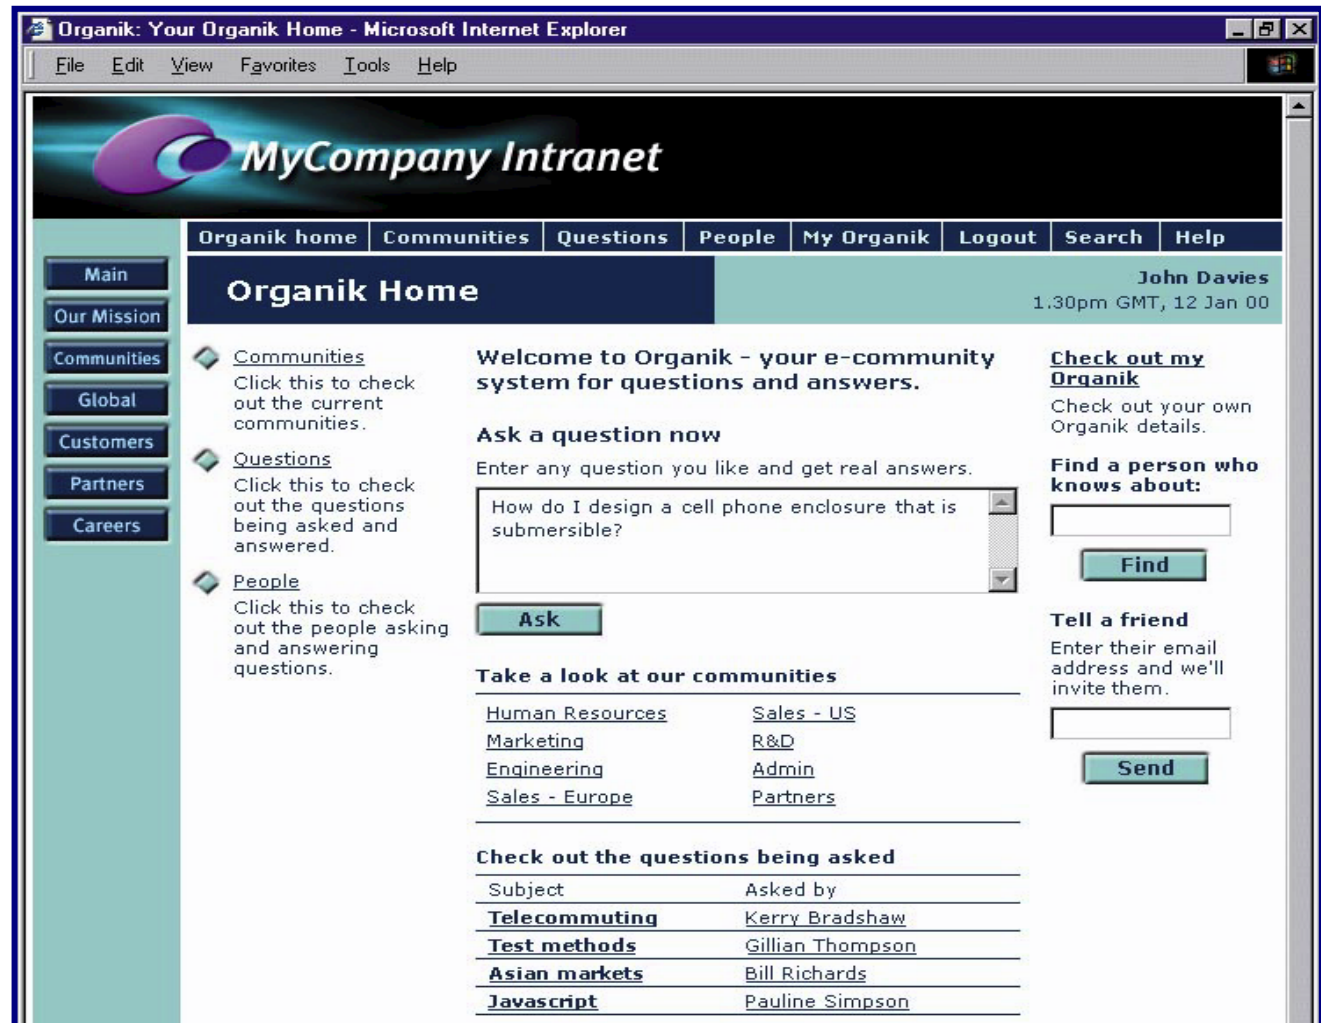 Organik: Your Organik Home - Microsoft Internet Explorer
File Edit View Favorites Tools Help
MyCompany Intranet
Organik home Communities Questions People My Organik Logout Search Help
Main
Our Mission
Communities
Global
Customers
Partners
Careers
Organik Home
John Davies
1.30pm GMT, 12 Jan 00
Communities
Click this to check
out the current
communities.
Questions
Click this to check
out the questions
being asked and
answered.
People
Click this to check
out the people asking
and answering
questions.
Welcome to Organik - your e-community
system for questions and answers.
Ask a question now
Enter any question you like and get real answers.
How do I design a cell phone enclosure that is
submersible?
Ask
Take a look at our communities
Human Resources Sales - US
Marketing R&D
Engineering Admin
Sales - Europe Partners
Check out the questions being asked
Subject Asked by
Telecommuting Kerry Bradshaw
Test methods Gillian Thompson
Asian markets Bill Richards
Javascript Pauline Simpson
Check out my
Organik
Check out your own
Organik details.
Find a person who
knows about:
Find
Tell a friend
Enter their email
address and we'll
invite them.
Send